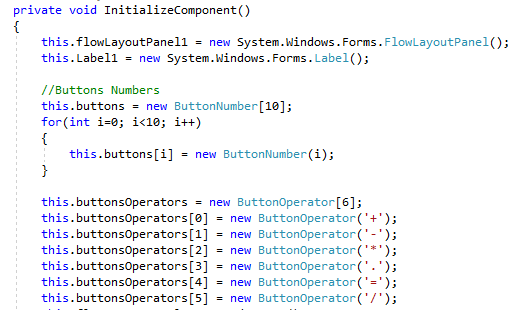 private void InitializeComponent()
{
    this.flowLayoutPanel1 = new System.Windows.Forms.FlowLayoutPanel();
    this.Label1 = new System.Windows.Forms.Label();

    //Buttons Numbers
    this.buttons = new ButtonNumber[10];
    for(int i=0; i<10; i++)
    {
        this.buttons[i] = new ButtonNumber(i);
    }

    this.buttonsOperators = new ButtonOperator[6];
    this.buttonsOperators[0] = new ButtonOperator('+');
    this.buttonsOperators[1] = new ButtonOperator('-');
    this.buttonsOperators[2] = new ButtonOperator('*');
    this.buttonsOperators[3] = new ButtonOperator('.');
    this.buttonsOperators[4] = new ButtonOperator('=');
    this.buttonsOperators[5] = new ButtonOperator('/');